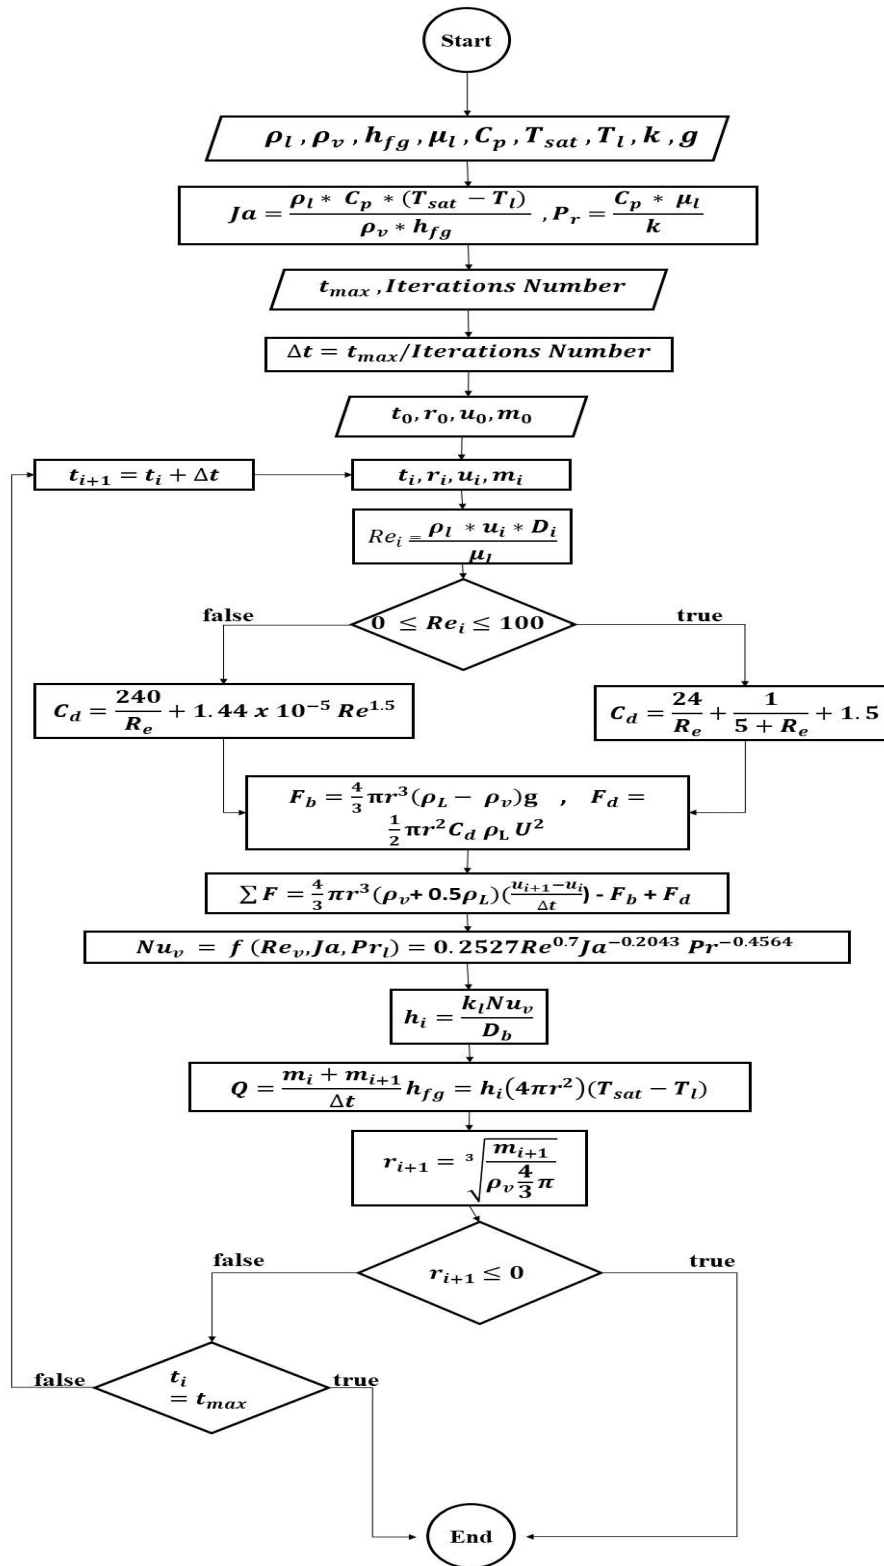 Start
ρ_l , ρ_v , h_fg , μ_l , C_p , T_sat , T_l , k , g
Ja = (ρ_l * C_p * (T_sat − T_l)) / (ρ_v * h_fg) , P_r = (C_p * μ_l) / k
t_max , Iterations Number
Δt = t_max/Iterations Number
t_0, r_0, u_0, m_0
t_{i+1} = t_i + Δt
t_i, r_i, u_i, m_i
Re_i = (ρ_l * u_i * D_i) / μ_l
false
0 ≤ Re_i ≤ 100
true
C_d = 240/R_e + 1.44 x 10^{−5} Re^{1.5}
C_d = 24/R_e + 1/(5 + R_e) + 1.5
F_b = 4/3 πr^3(ρ_L − ρ_v)g , F_d =
1/2 πr^2 C_d ρ_L U^2
∑ F = 4/3 πr^3(ρ_v + 0.5ρ_L)((u_{i+1}−u_i)/Δt) - F_b + F_d
Nu_v = f (Re_v, Ja, Pr_l) = 0.2527Re^{0.7} Ja^{−0.2043} Pr^{−0.4564}
h_i = (k_l Nu_v) / D_b
Q = ((m_i + m_{i+1}) / Δt) h_fg = h_i(4πr^2)(T_sat − T_l)
r_{i+1} = ∛(m_{i+1} / (ρ_v 4/3 π))
false
r_{i+1} ≤ 0
true
false
t_i
= t_max
true
End